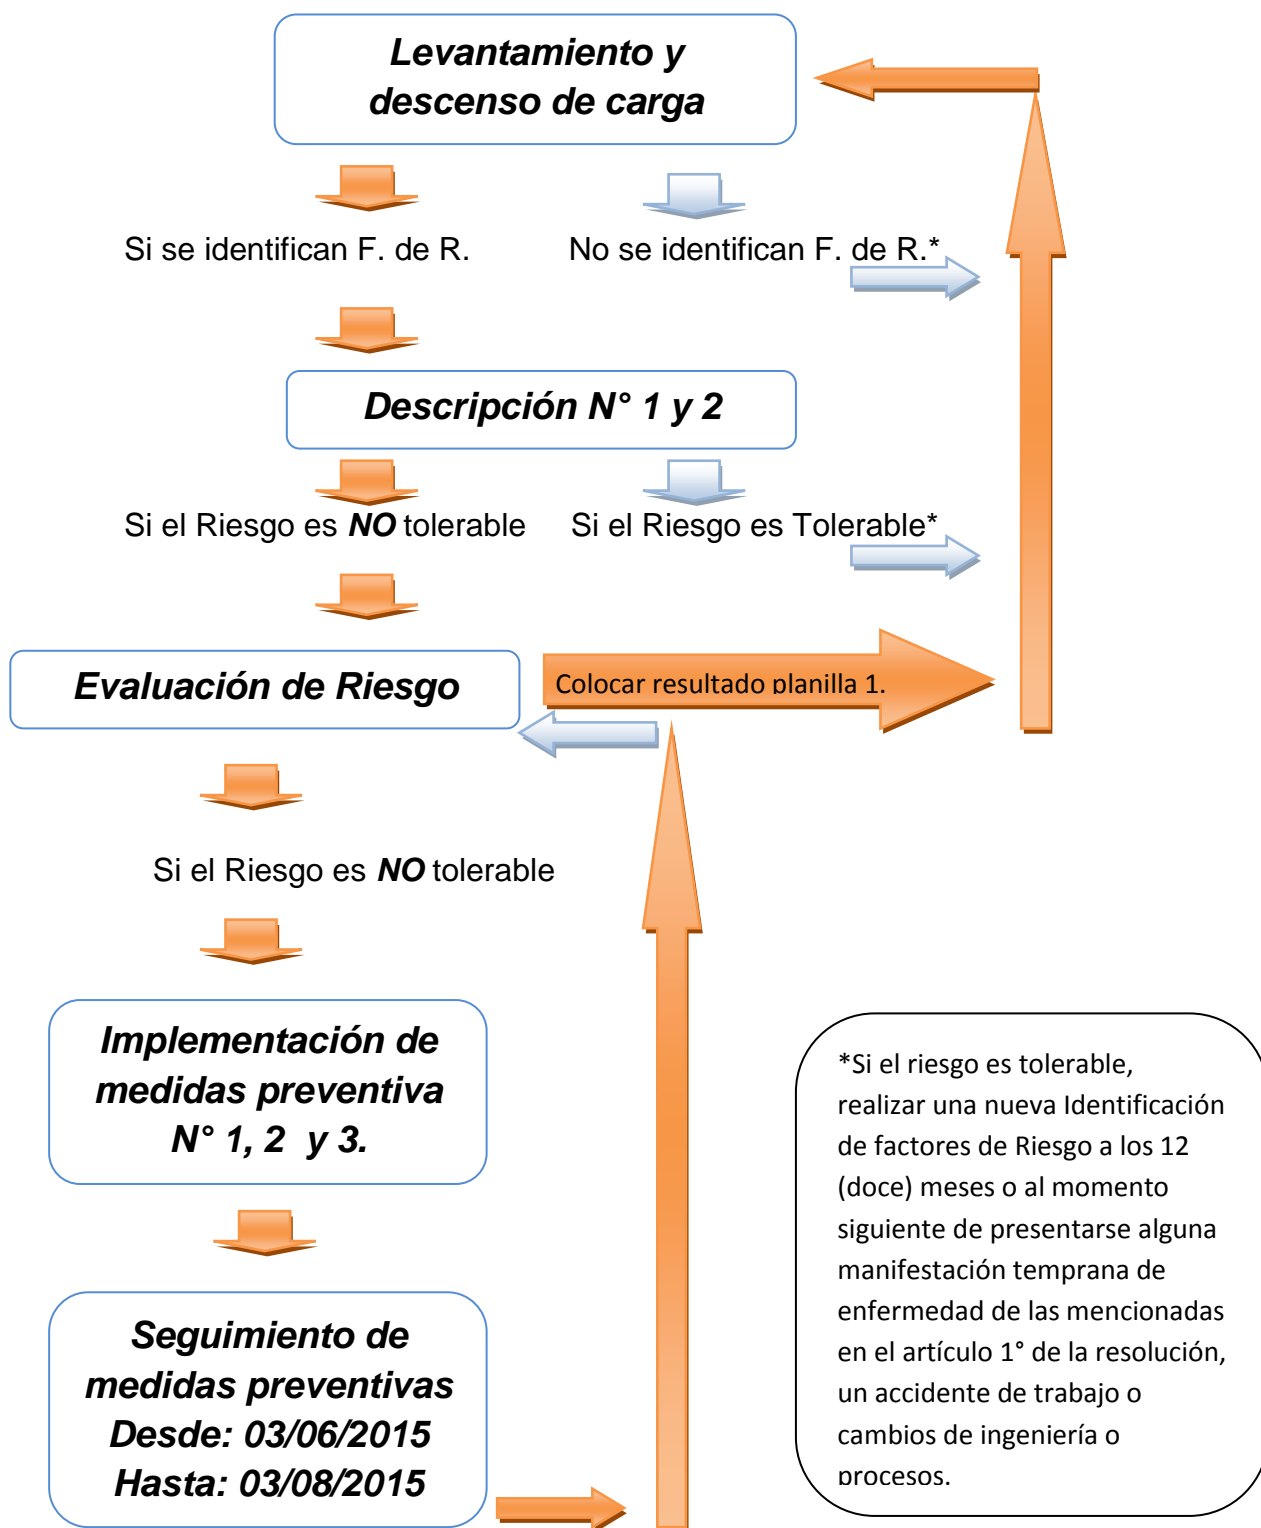 Levantamiento y
descenso de carga
Si se identifican F. de R.
No se identifican F. de R.*
Descripción N° 1 y 2
Si el Riesgo es NO tolerable
Si el Riesgo es Tolerable*
Evaluación de Riesgo
Colocar resultado planilla 1.
Si el Riesgo es NO tolerable
Implementación de
medidas preventiva
N° 1, 2 y 3.
Seguimiento de
medidas preventivas
Desde: 03/06/2015
Hasta: 03/08/2015
*Si el riesgo es tolerable,
realizar una nueva Identificación
de factores de Riesgo a los 12
(doce) meses o al momento
siguiente de presentarse alguna
manifestación temprana de
enfermedad de las mencionadas
en el artículo 1° de la resolución,
un accidente de trabajo o
cambios de ingeniería o
procesos.